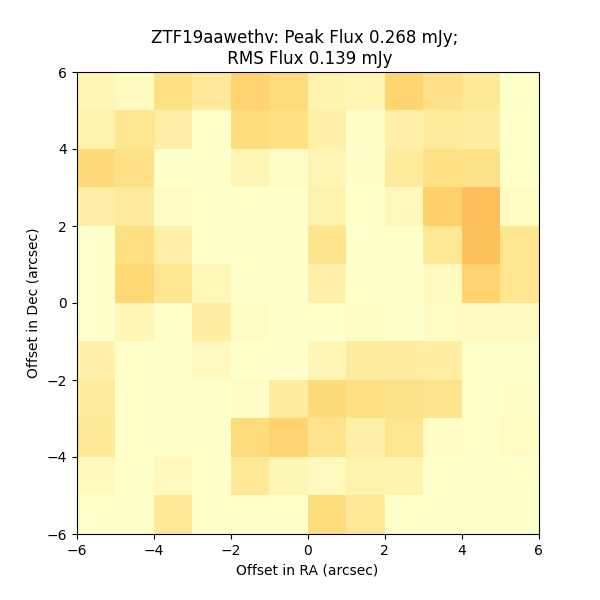 ZTF19aawethv: Peak Flux 0.268 mJy;
RMS Flux 0.139 mJy
6
4
2
0
−2
−4
−6
Offset in Dec (arcsec)
−6 −4 −2 0 2 4 6
Offset in RA (arcsec)